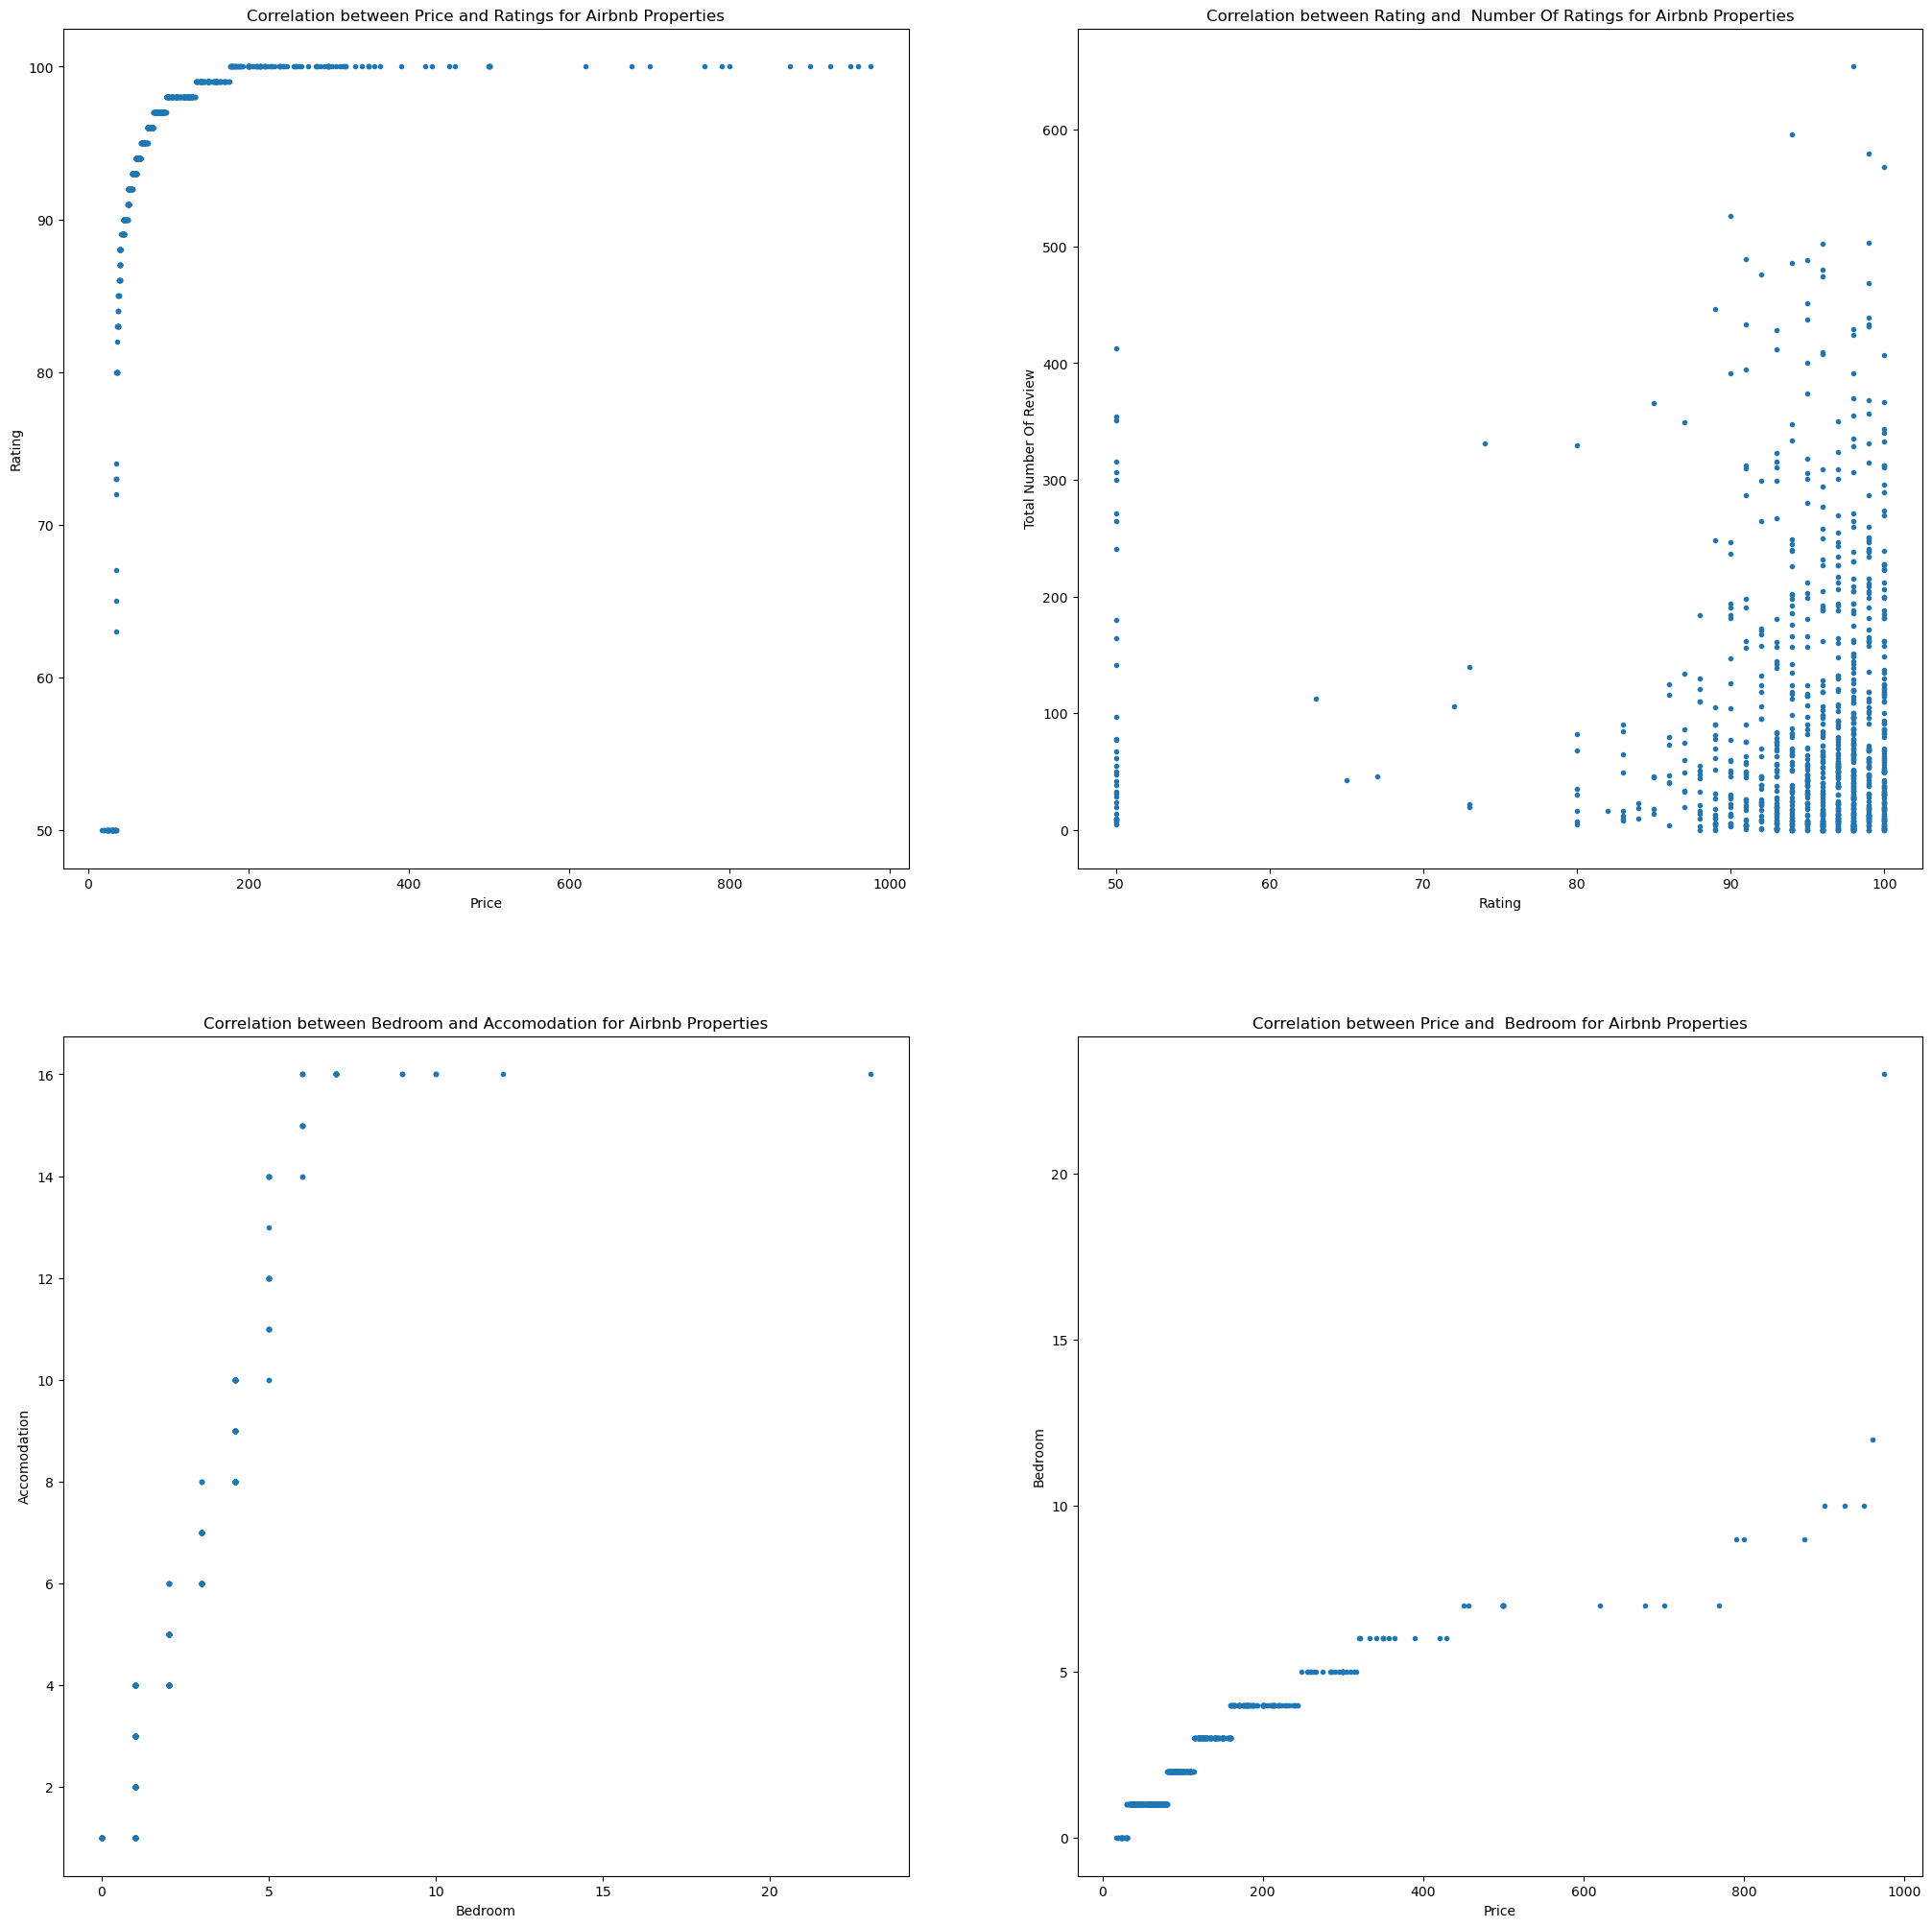 Correlation between Price and Ratings for Airbnb Properties
100
90
80
70
60
50
Rating
0 200 400 600 800 1000
Price
Correlation between Rating and  Number Of Ratings for Airbnb Properties
600
500
400
300
200
100
0
Total Number Of Review
50 60 70 80 90 100
Rating
Correlation between Bedroom and Accomodation for Airbnb Properties
16
14
12
10
8
6
4
2
Accomodation
0 5 10 15 20
Bedroom
Correlation between Price and  Bedroom for Airbnb Properties
20
15
10
5
0
Bedroom
0 200 400 600 800 1000
Price